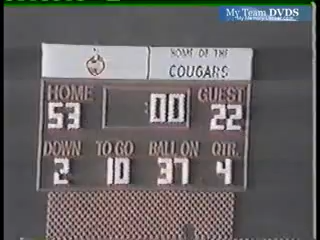 My Team DVDS
HOME OF THE
COUGARS
HOME GUEST
53 00 22
DOWN TO GO BALL ON QTR.
2 10 37 4